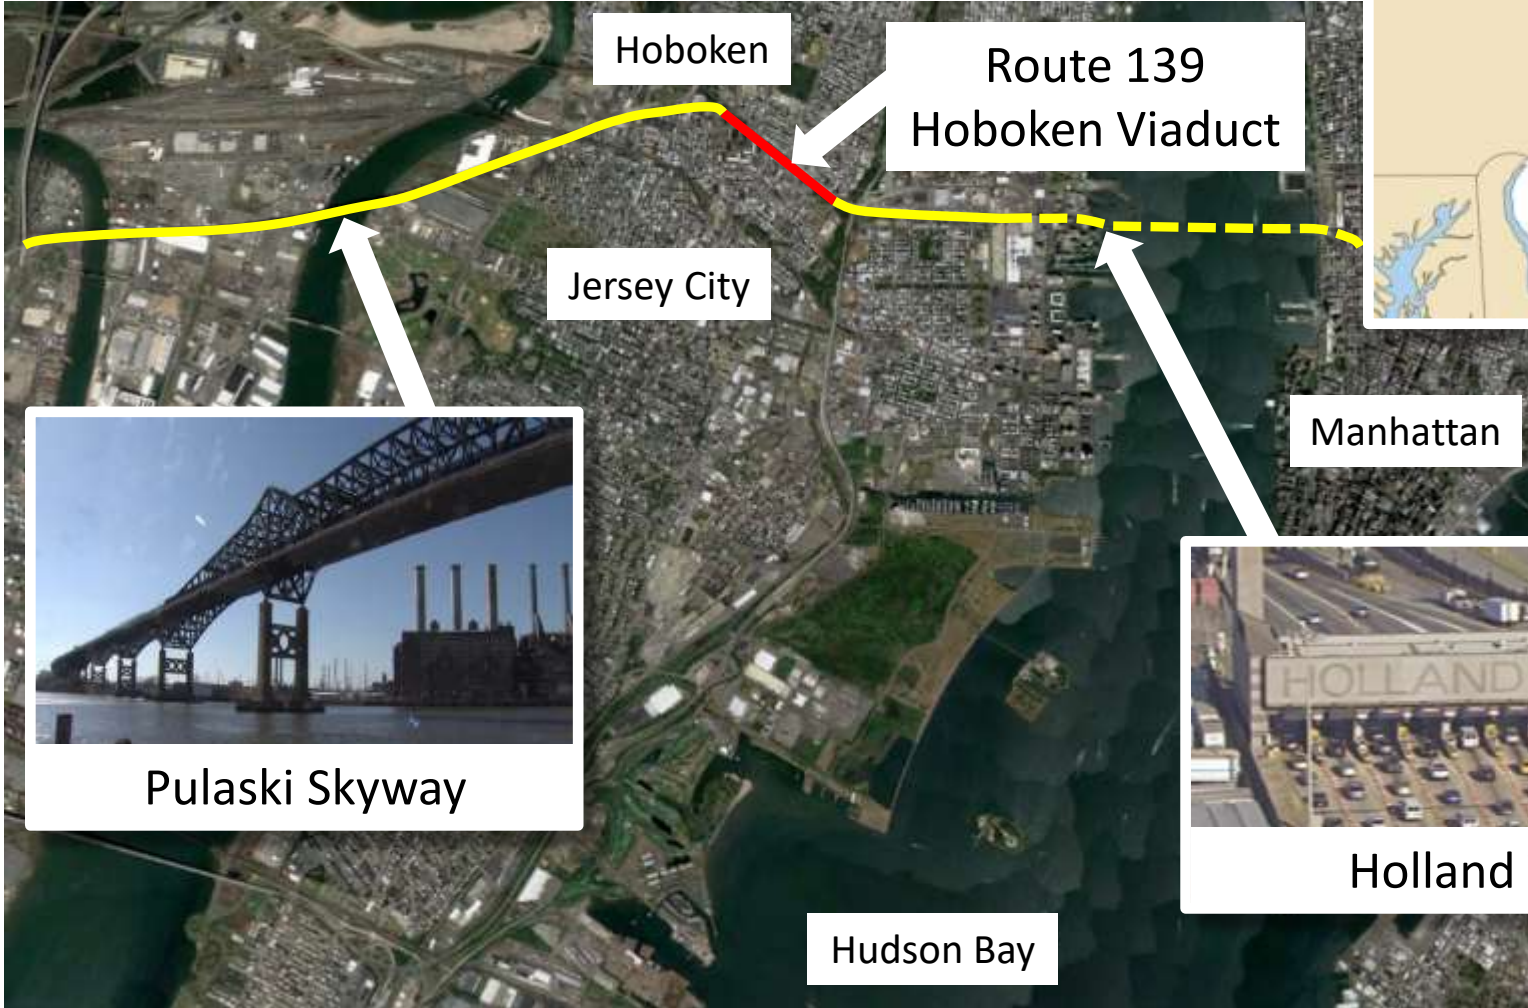 Hoboken
Route 139
Hoboken Viaduct
Jersey City
Manhattan
HOLLAND
Pulaski Skyway
Holland
Hudson Bay